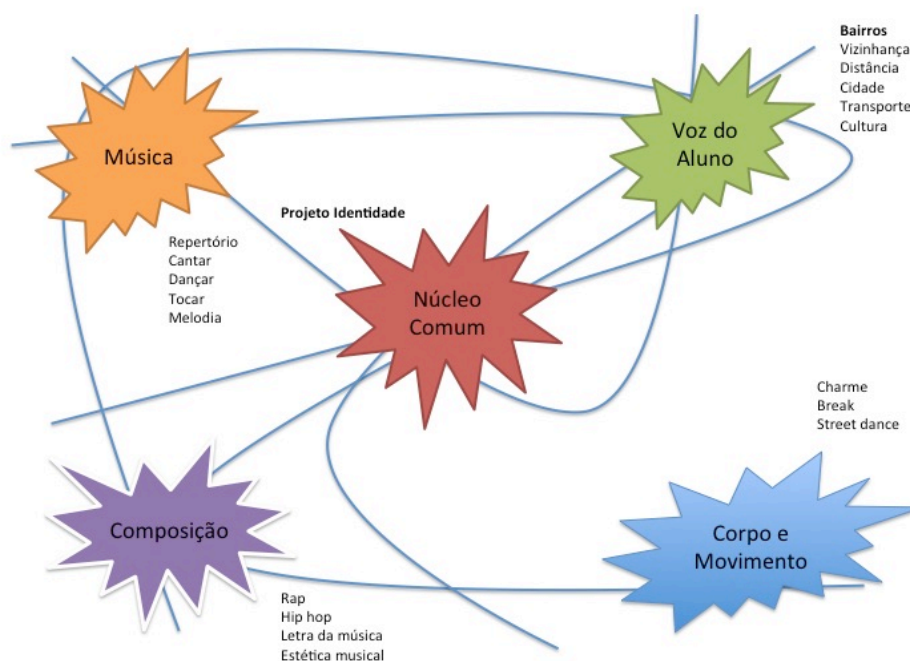 Bairros
Vizinhança
Distância
Cidade
Transporte
Cultura
Voz do
Aluno
Música
Projeto Identidade
Repertório
Cantar
Dançar
Tocar
Melodia
Núcleo
Comum
Charme
Break
Street dance
Composição
Corpo e
Movimento
Rap
Hip hop
Letra da música
Estética musical